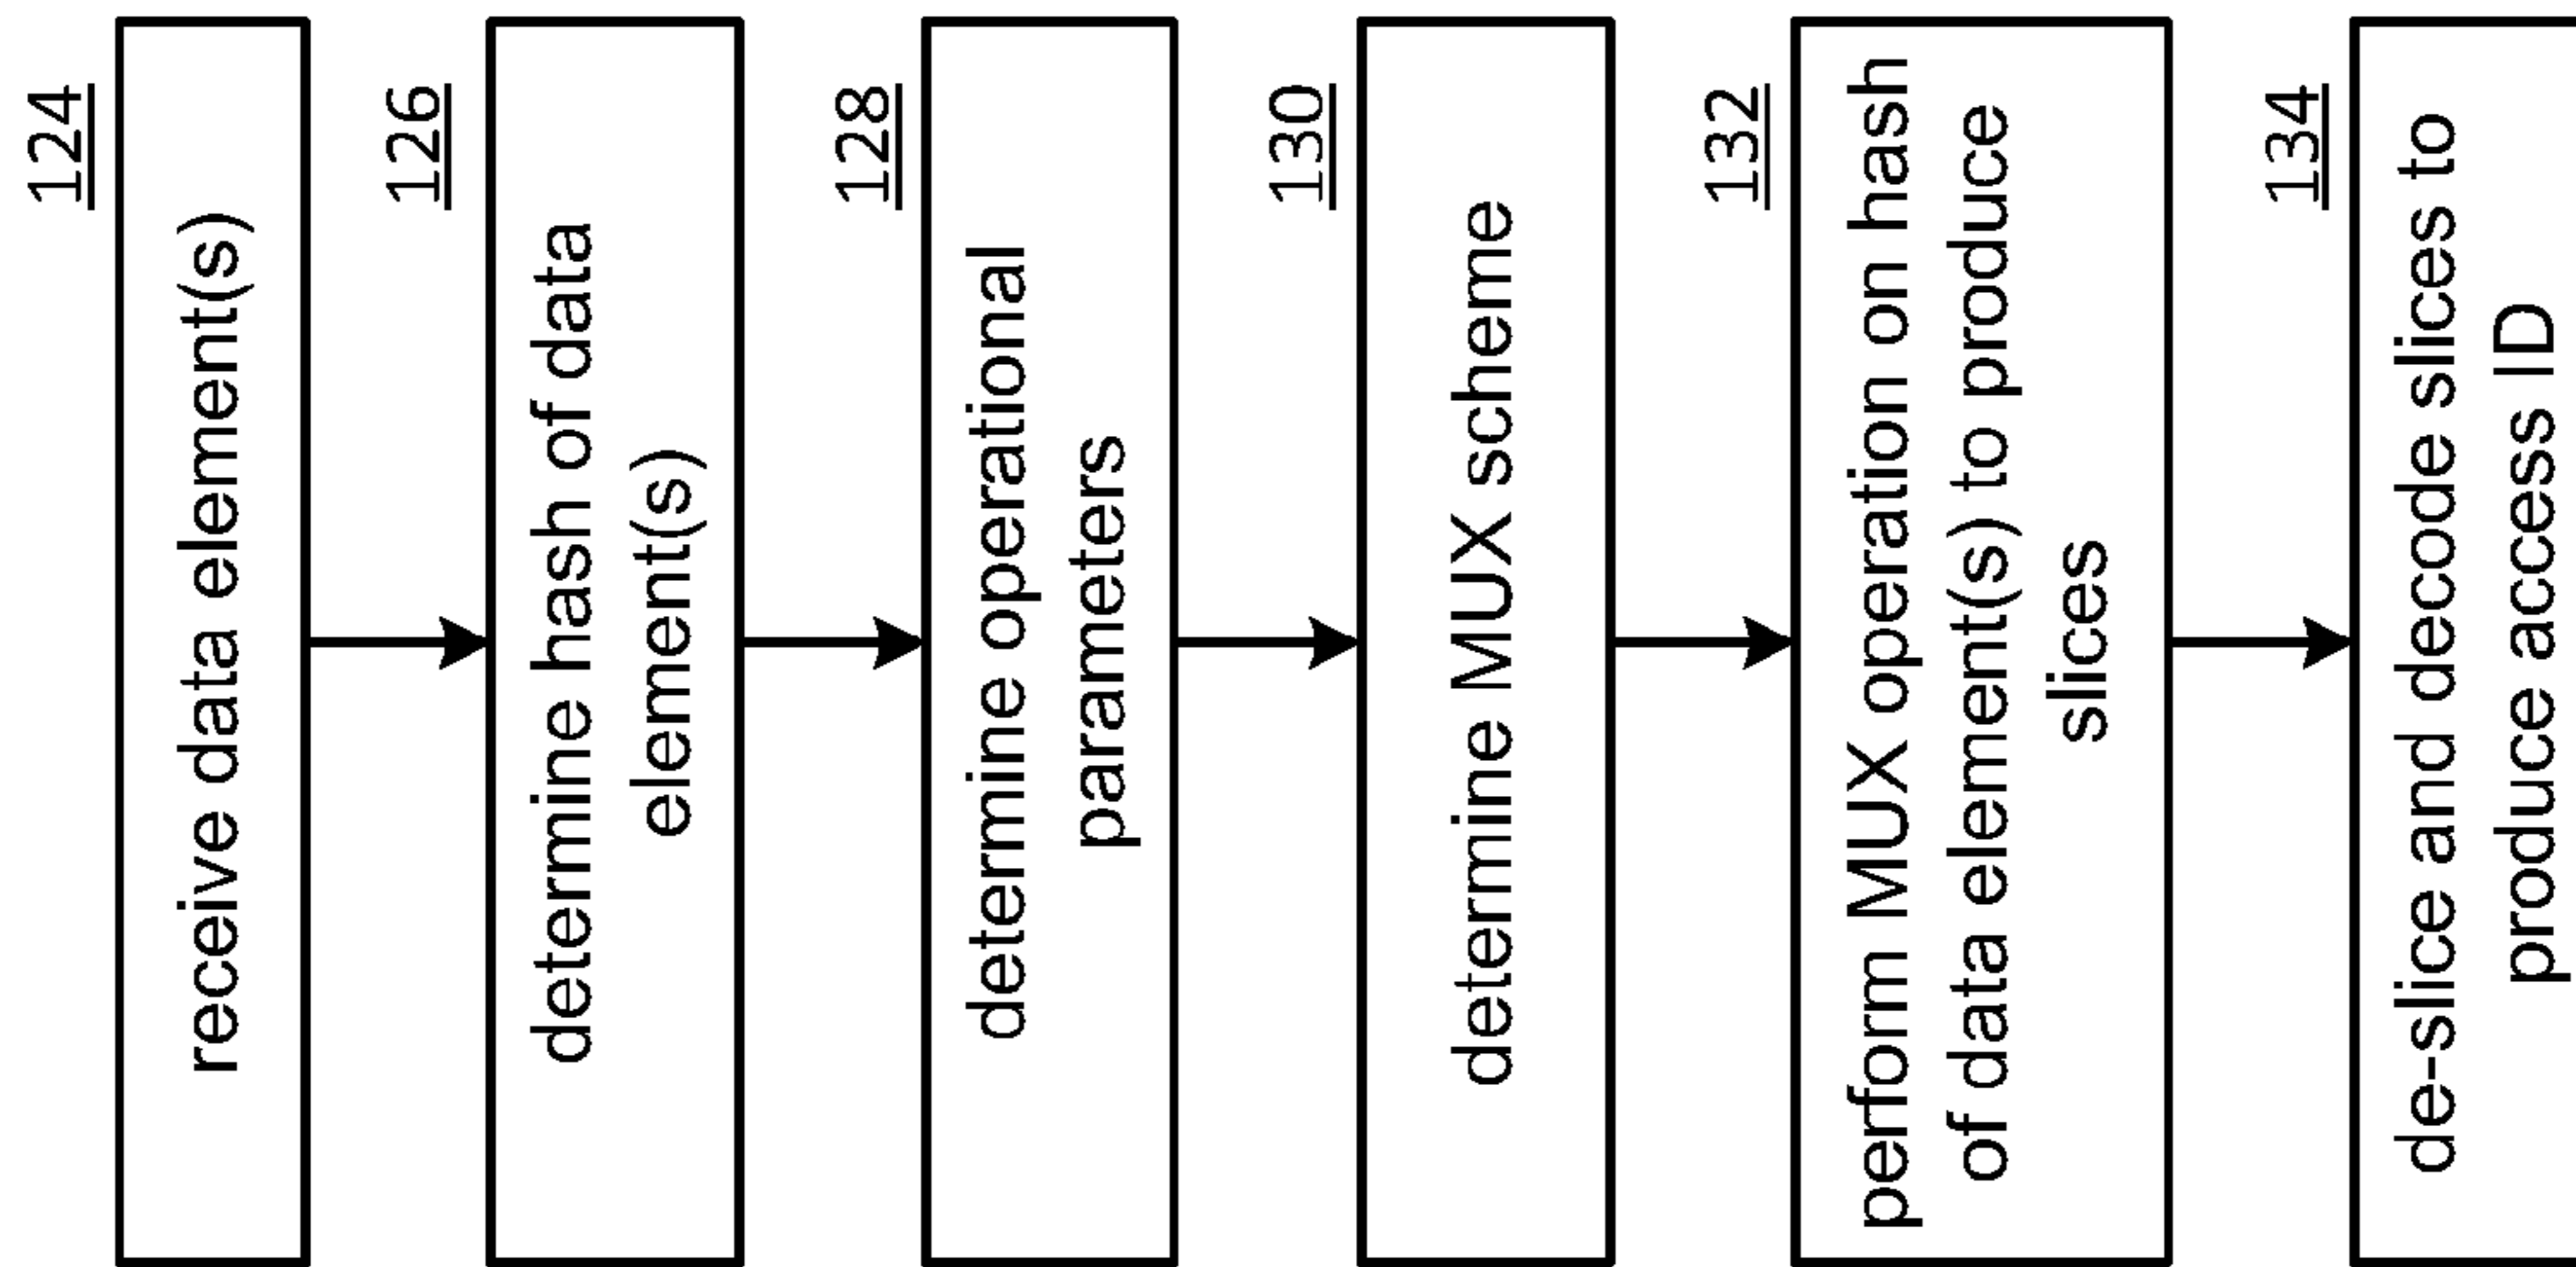 124
receive data element(s)
126
determine hash of data
element(s)
128
determine operational
parameters
130
determine MUX scheme
132
perform MUX operation on hash
of data element(s) to produce
slices
134
de-slice and decode slices to
produce access ID